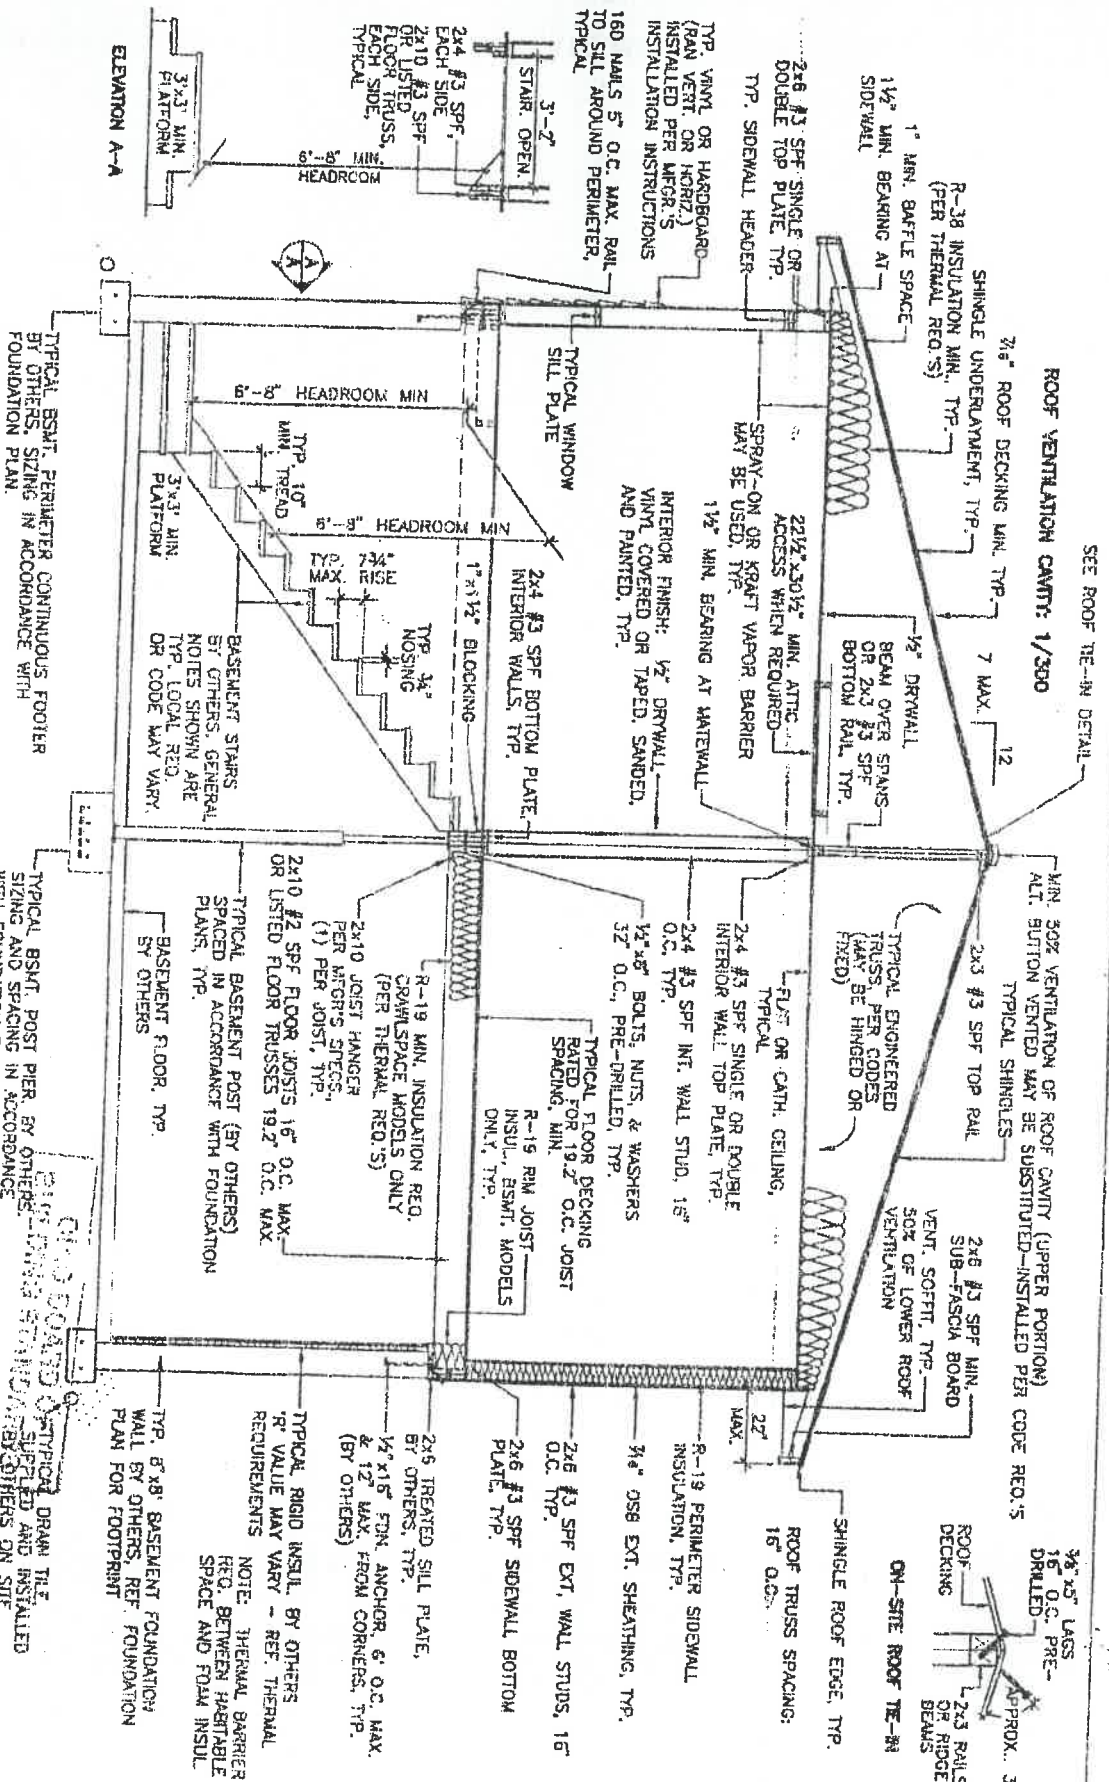 SEE ROOF TIE-IN DETAIL
ROOF VENTILATION CAVITY: 1/300
7/16" ROOF DECKING MIN. TYP.
SHINGLE UNDERLAYMENT, TYP.
R-38 INSULATION MIN., TYP.
(PER THERMAL REQ.'S)
1" MIN. BAFFLE SPACE
1½" MIN. BEARING AT
SIDEWALL
2x6 #3 SPF SINGLE OR
DOUBLE TOP PLATE, TYP.
TYP. SIDEWALL HEADER
TYP. VINYL OR HARDBOARD
(RAN VERT. OR HORIZ.)
INSTALLED PER MFGR.'S
INSTALLATION INSTRUCTIONS
16D NAILS 5" O.C. MAX. RAIL
TO SILL AROUND PERIMETER,
TYPICAL
7 MAX.
12
½" DRYWALL
BEAM OVER SPANS
OR 2x3 #3 SPF
BOTTOM RAIL, TYP.
22½"x30½" MIN. ATTIC
ACCESS WHEN REQUIRED
SPRAY-ON OR KRAFT VAPOR BARRIER
MAY BE USED, TYP.
1½" MIN. BEARING AT MATEWALL
INTERIOR FINISH: ½" DRYWALL
VINYL COVERED OR TAPED, SANDED,
AND PAINTED, TYP.
TYPICAL WINDOW
SILL PLATE
2x4 #3 SPF BOTTOM PLATE,
INTERIOR WALLS, TYP.
1"x1½" BLOCKING
MIN. 50% VENTILATION OF ROOF CAVITY (UPPER PORTION)
ALT. BUTTON VENTED MAY BE SUBSTITUTED-INSTALLED PER CODE REQ.'S
TYPICAL SHINGLES
2x3 #3 SPF TOP RAIL
TYPICAL ENGINEERED
TRUSS, PER CODES
(MAY BE HINGED OR
FIXED)
FLAT OR CATH. CEILING,
TYPICAL
2x4 #3 SPF SINGLE OR DOUBLE
INTERIOR WALL TOP PLATE, TYP.
2x4 #3 SPF INT. WALL STUD, 16"
O.C. TYP.
½"x6" BOLTS, NUTS, & WASHERS
32" O.C., PRE-DRILLED, TYP.
TYPICAL FLOOR DECKING
RATED FOR 19.2" O.C. JOIST
SPACING, MIN.
R-19 RIM JOIST
INSUL., BSMT. MODELS
ONLY, TYP.
R-19 MIN. INSULATION REQ.
CRAWLSPACE MODELS ONLY
(PER THERMAL REQ.'S)
2x10 JOIST HANGER
PER MFGR'S SPECS.,
(1) PER JOIST, TYP.
2x10 #2 SPF FLOOR JOISTS 16" O.C. MAX.
OR LISTED FLOOR TRUSSES 19.2" O.C. MAX.
TYPICAL BASEMENT POST (BY OTHERS)
SPACED IN ACCORDANCE WITH FOUNDATION
PLANS, TYP.
BASEMENT FLOOR, TYP.
BY OTHERS
TYPICAL BSMT. POST PIER, BY OTHERS.
SIZING AND SPACING IN ACCORDANCE
2x6 #3 SPF MIN.
SUB-FASCIA BOARD
VENT. SOFFIT, TYP.
50% OF LOWER ROOF
VENTILATION
22"
MAX.
SHINGLE ROOF EDGE, TYP.
ROOF TRUSS SPACING:
16" O.C.
R-19 PERIMETER SIDEWALL
INSULATION, TYP.
7/16" OSB EXT. SHEATHING, TYP.
2x6 #3 SPF EXT. WALL STUDS, 16"
O.C. TYP.
2x6 #3 SPF SIDEWALL BOTTOM
PLATE, TYP.
2x6 TREATED SILL PLATE,
BY OTHERS, TYP.
½"x16" FDN. ANCHOR, 6' O.C. MAX.
& 12" MAX. FROM CORNERS, TYP.
(BY OTHERS)
TYPICAL RIGID INSUL. BY OTHERS
'R' VALUE MAY VARY - REF. THERMAL
REQUIREMENTS
NOTE: THERMAL BARRIER
REQ. BETWEEN HABITABLE
SPACE AND FOAM INSUL.
TYP. 8"x8' BASEMENT FOUNDATION
WALL BY OTHERS, REF. FOUNDATION
PLAN FOR FOOTPRINT
TYPICAL DRAIN TILE,
SUPPLIED AND INSTALLED
BY OTHERS ON SITE
3/8"x5" LAGS
16" O.C. PRE-
DRILLED
ROOF
DECKING
2x3 RAILS
OR RIDGE
BEAMS
APPROX. 3
ON-SITE ROOF TIE-IN
6'-8" HEADROOM MIN
TYP. 10"
MIN. TREAD
3'x3' MIN.
PLATFORM
6'-8" HEADROOM MIN
TYP. 7¾"
MAX. RISE
TYP. ¾"
NOSING
BASEMENT STAIRS
BY OTHERS. GENERAL
NOTES SHOWN ARE
TYP. LOCAL REQ.
OR CODE MAY VARY.
TYPICAL BSMT. PERIMETER CONTINUOUS FOOTER
BY OTHERS. SIZING IN ACCORDANCE WITH
FOUNDATION PLAN.
A
A
3'-2"
STAIR. OPEN.
2x4 #3 SPF,
EACH SIDE
2x10 #3 SPF
OR LISTED
FLOOR TRUSS,
EACH SIDE,
TYPICAL
6'-8" MIN.
HEADROOM
3'x3' MIN.
PLATFORM
ELEVATION A-A